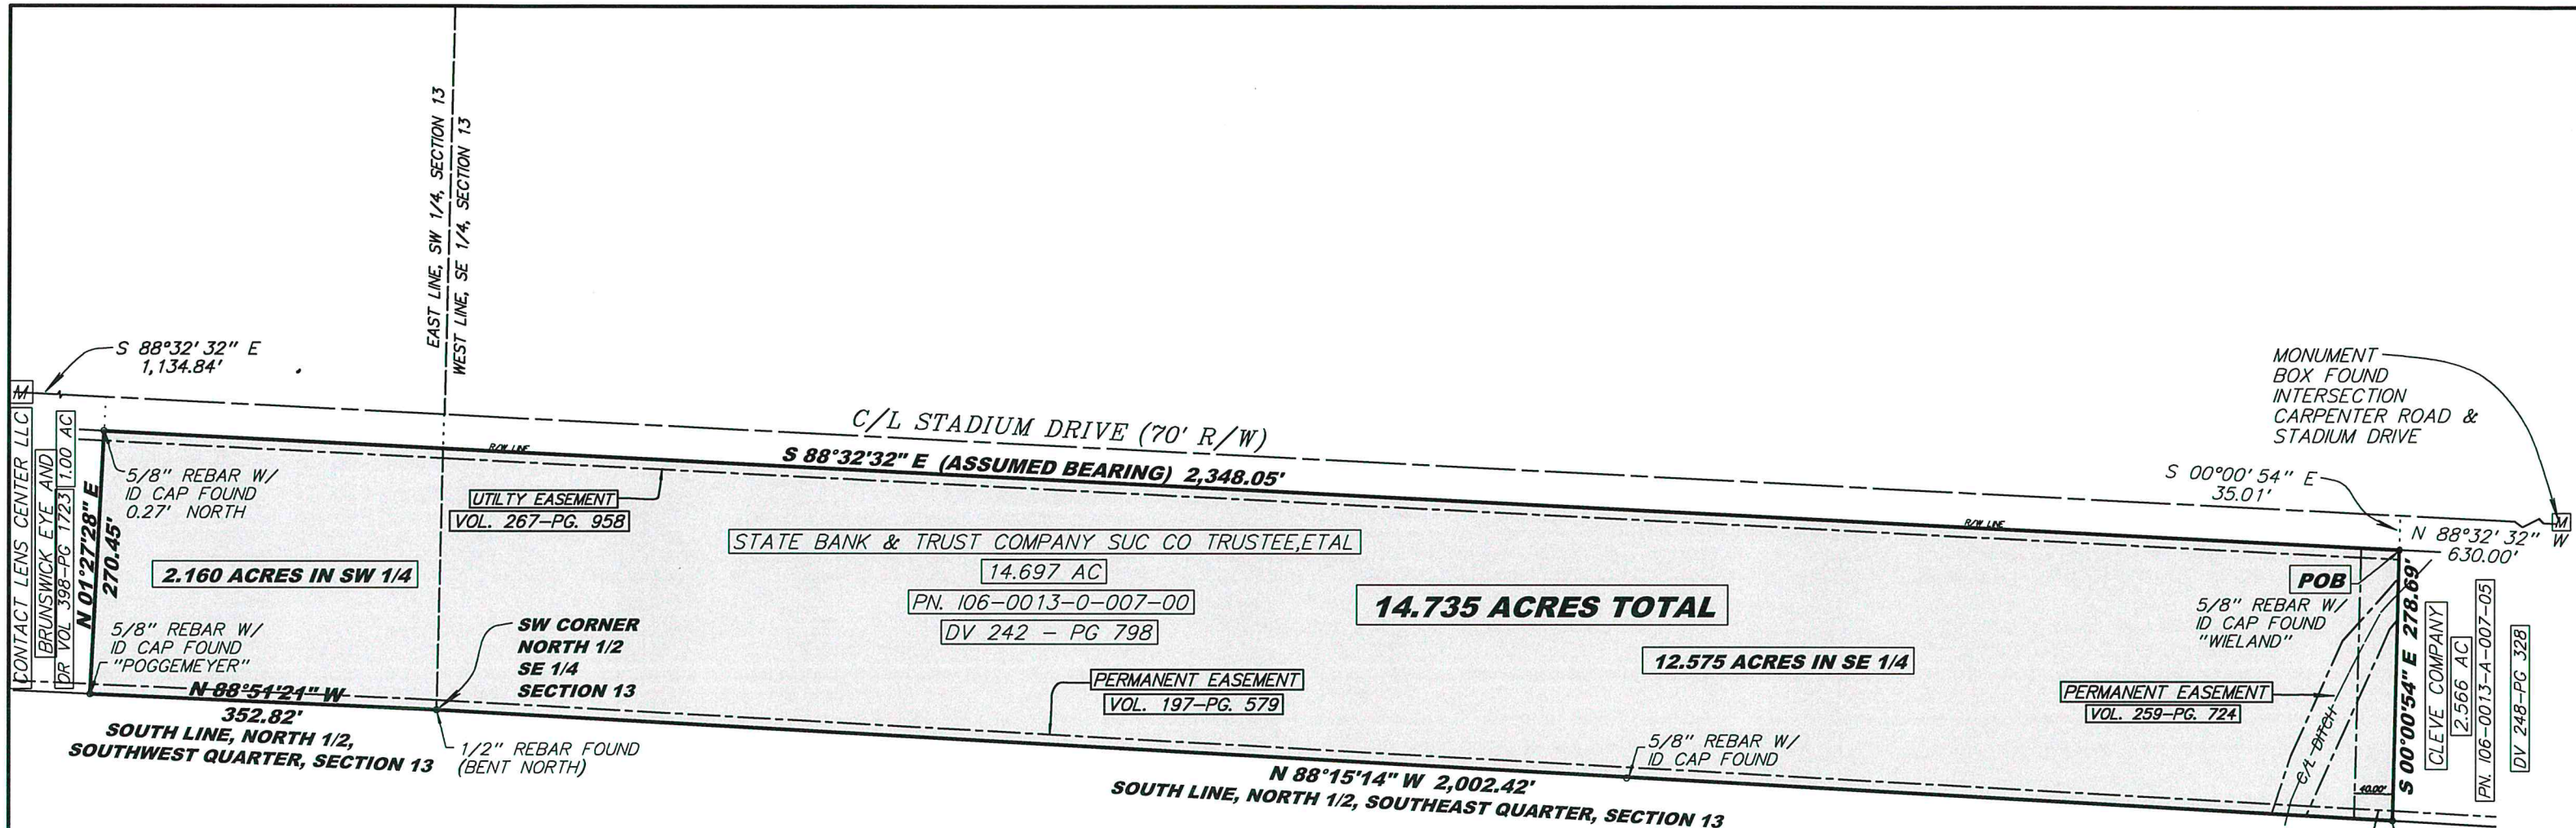 EAST LINE, SW 1/4, SECTION 13
WEST LINE, SE 1/4, SECTION 13
S 88°32'32" E
1,134.84'
M
CONTACT LENS CENTER LLC
BRUNSWICK EYE AND
OR VOL 398-PG 1723
1.00 AC
N 01°27'28" E
270.45'
5/8" REBAR W/
ID CAP FOUND
0.27' NORTH
2.160 ACRES IN SW 1/4
5/8" REBAR W/
ID CAP FOUND
"POGGEMEYER"
N 88°51'21" W
352.82'
SOUTH LINE, NORTH 1/2,
SOUTHWEST QUARTER, SECTION 13
1/2" REBAR FOUND
(BENT NORTH)
SW CORNER
NORTH 1/2
SE 1/4
SECTION 13
R/W LINE
UTILTY EASEMENT
VOL. 267-PG. 958
C/L STADIUM DRIVE (70' R/W)
S 88°32'32" E (ASSUMED BEARING) 2,348.05'
STATE BANK & TRUST COMPANY SUC CO TRUSTEE,ETAL
14.697 AC
PN. I06-0013-0-007-00
DV 242 - PG 798
14.735 ACRES TOTAL
12.575 ACRES IN SE 1/4
PERMANENT EASEMENT
VOL. 197-PG. 579
5/8" REBAR W/
ID CAP FOUND
N 88°15'14" W 2,002.42'
SOUTH LINE, NORTH 1/2, SOUTHEAST QUARTER, SECTION 13
R/W LINE
MONUMENT
BOX FOUND
INTERSECTION
CARPENTER ROAD &
STADIUM DRIVE
S 00°00'54" E
35.01'
M
N 88°32'32" W
630.00'
POB
5/8" REBAR W/
ID CAP FOUND
"WIELAND"
PERMANENT EASEMENT
VOL. 259-PG. 724
C/L DITCH
40.00'
S 00°00'54" E 278.69'
CLEVE COMPANY
2.566 AC
PN. I06-0013-A-007-05
DV 248-PG 328